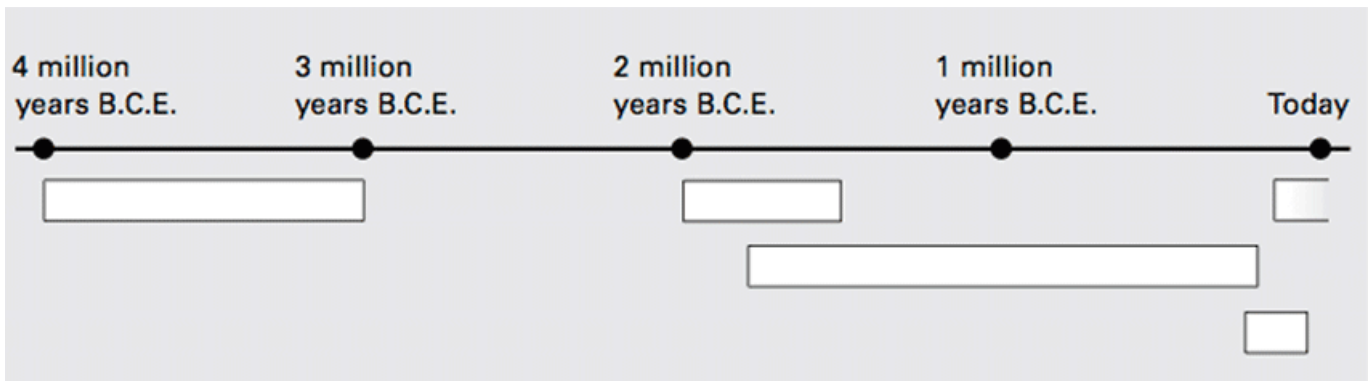 4 million
years B.C.E.
3 million
years B.C.E.
2 million
years B.C.E.
1 million
years B.C.E.
Today